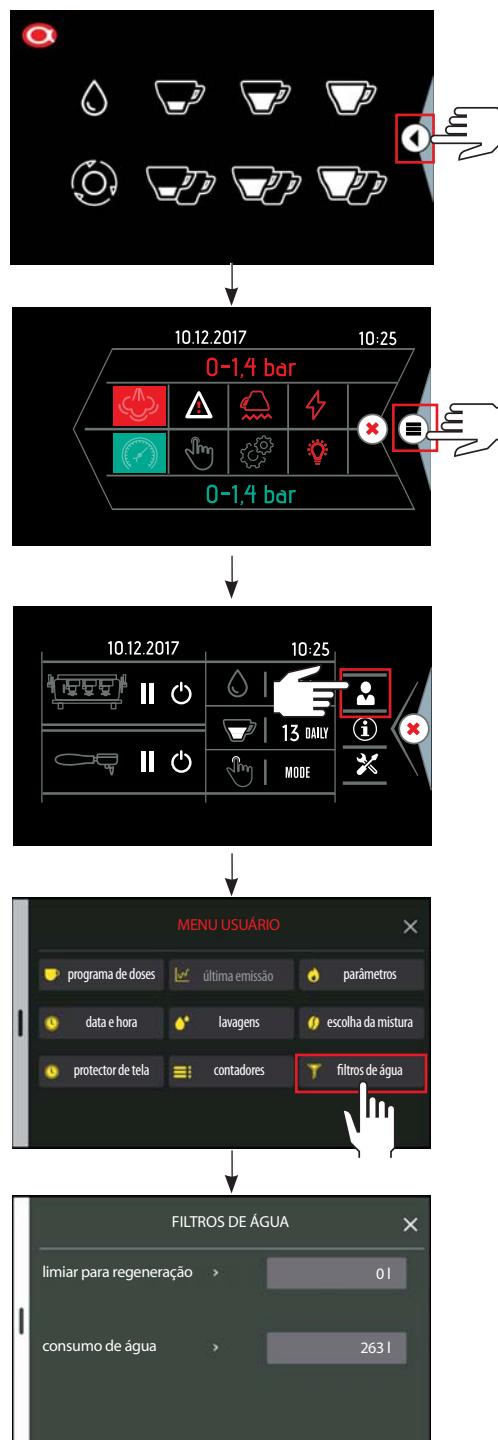 10.12.2017 10:25
0-1,4 bar
0-1,4 bar
10.12.2017 10:25
13 DAILY
MODE
MENU USUÁRIO
programa de doses última emissão parâmetros
data e hora lavagens escolha da mistura
protector de tela contadores filtros de água
FILTROS DE ÁGUA
limiar para regeneração › 0 l
consumo de água › 263 l